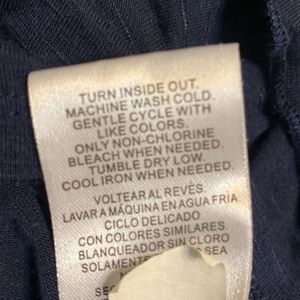 TURN INSIDE OUT.
MACHINE WASH COLD.
GENTLE CYCLE WITH
LIKE COLORS.
ONLY NON-CHLORINE
BLEACH WHEN NEEDED.
TUMBLE DRY LOW.
COOL IRON WHEN NEEDED.
VOLTEAR AL REVÉS.
LAVAR A MÁQUINA EN AGUA FRÍA
CICLO DELICADO
CON COLORES SIMILARES.
BLANQUEADOR SIN CLORO
SOLAMENTE SEA